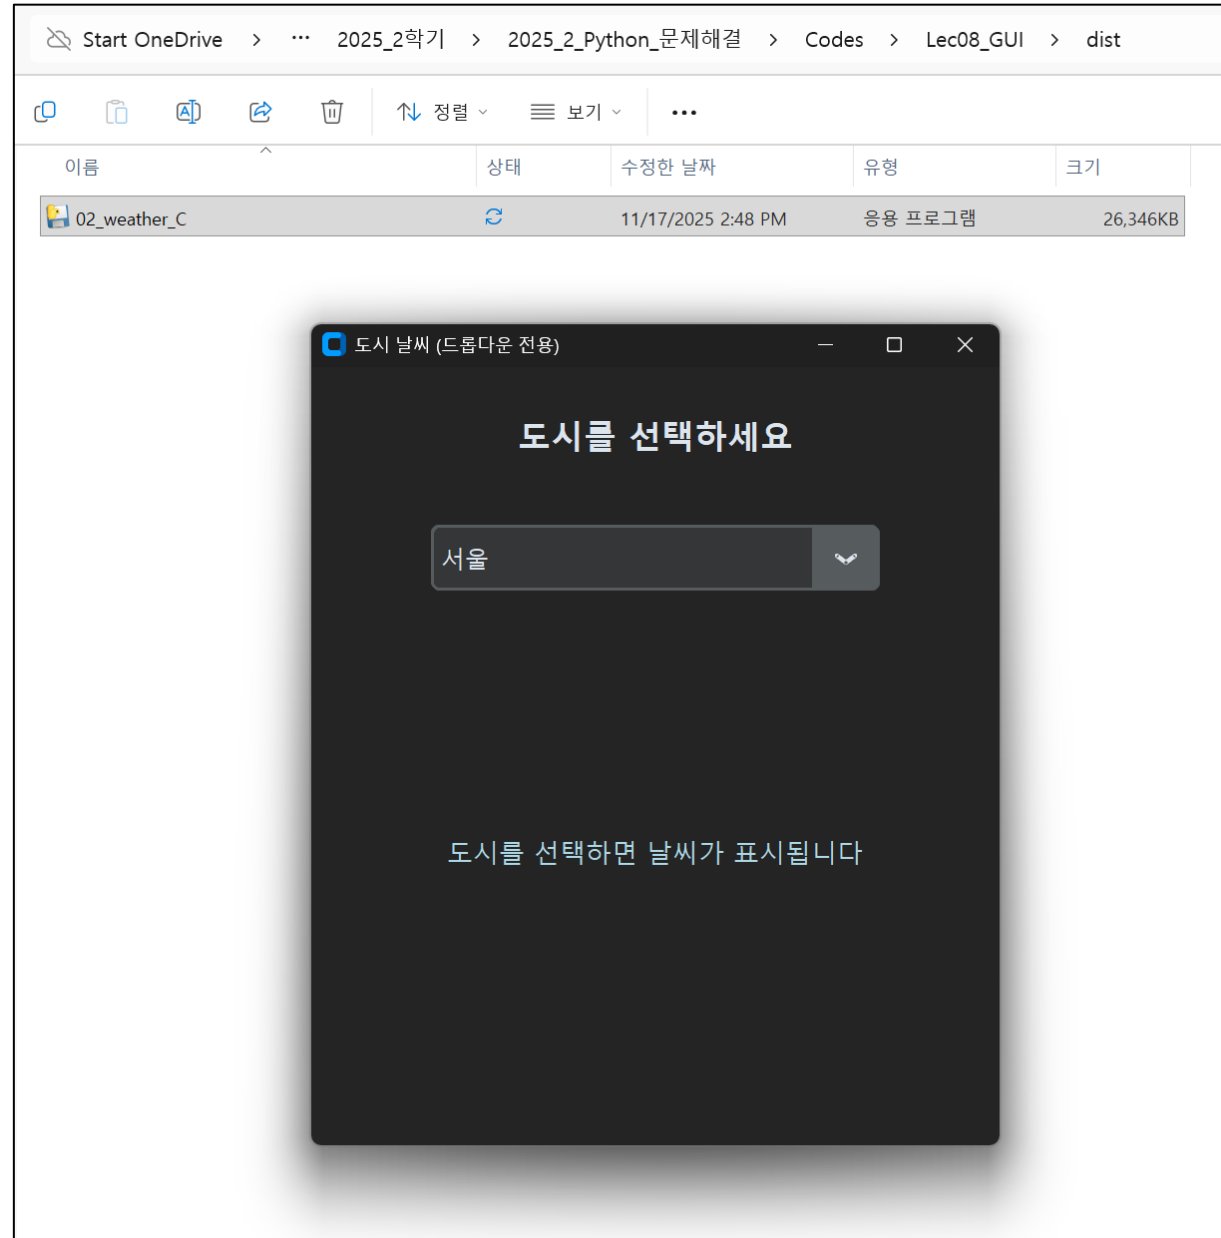 Start OneDrive > ··· 2025_2학기 > 2025_2_Python_문제해결 > Codes > Lec08_GUI > dist
정렬 보기 ···
이름 상태 수정한 날짜 유형 크기
02_weather_C 11/17/2025 2:48 PM 응용 프로그램 26,346KB
도시 날씨 (드롭다운 전용)
도시를 선택하세요
서울
도시를 선택하면 날씨가 표시됩니다